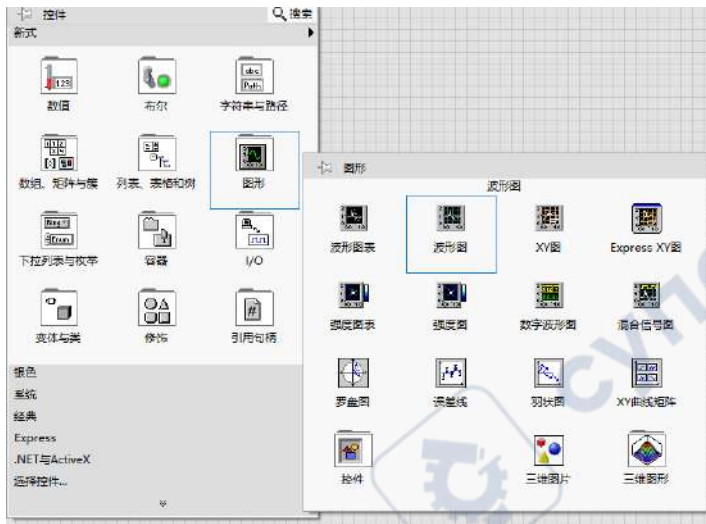 控件
搜索
新式
数值
布尔
字符串与路径
数组、矩阵与簇
列表、表格和树
图形
下拉列表与枚举
容器
I/O
变体与类
修饰
引用句柄
银色
系统
经典
Express
.NET与ActiveX
选择控件...
图形
波形图
波形图表
波形图
XY图
Express XY图
强度图表
强度图
数字波形图
混合信号图
罗盘图
误差线
羽状图
XY曲线矩阵
控件
三维图片
三维图形